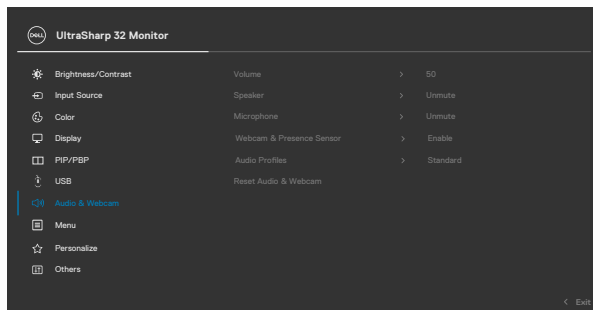 DELL UltraSharp 32 Monitor
Brightness/Contrast Volume > 50
Input Source Speaker > Unmute
Color Microphone > Unmute
Display Webcam & Presence Sensor > Enable
PIP/PBP Audio Profiles > Standard
USB Reset Audio & Webcam
Audio & Webcam
Menu
Personalize
Others
< Exit